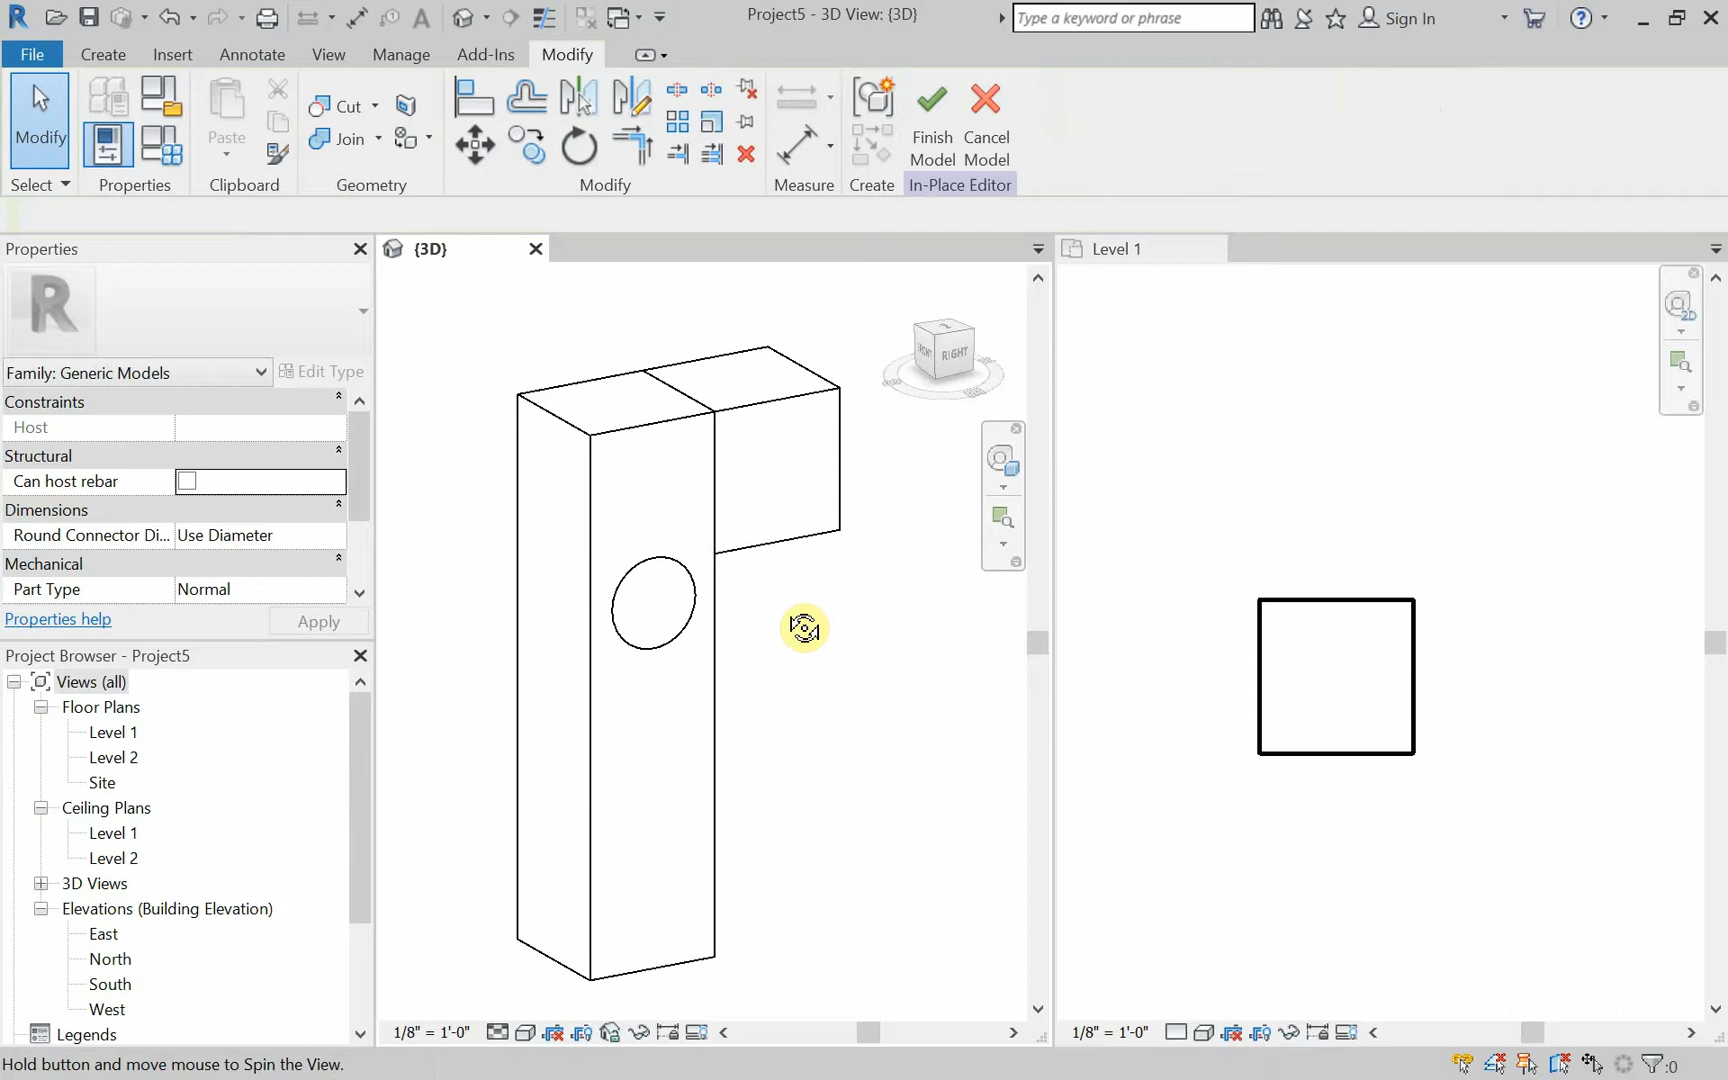 Project5 - 3D View: {3D}
Type a keyword or phrase
Sign In
File
Create
Insert
Annotate
View
Manage
Add-Ins
Modify
Modify
Paste
Cut
Join
Finish Model
Cancel Model
Select
Properties
Clipboard
Geometry
Modify
Measure
Create
In-Place Editor
Properties
{3D}
Level 1
Family: Generic Models
Edit Type
Constraints
Host
Structural
Can host rebar
Dimensions
Round Connector Di...
Use Diameter
Mechanical
Part Type
Normal
Properties help
Apply
FRONT
RIGHT
2D
Project Browser - Project5
Views (all)
Floor Plans
Level 1
Level 2
Site
Ceiling Plans
Level 1
Level 2
3D Views
Elevations (Building Elevation)
East
North
South
West
Legends
1/8" = 1'-0"
1/8" = 1'-0"
Hold button and move mouse to Spin the View.
:0